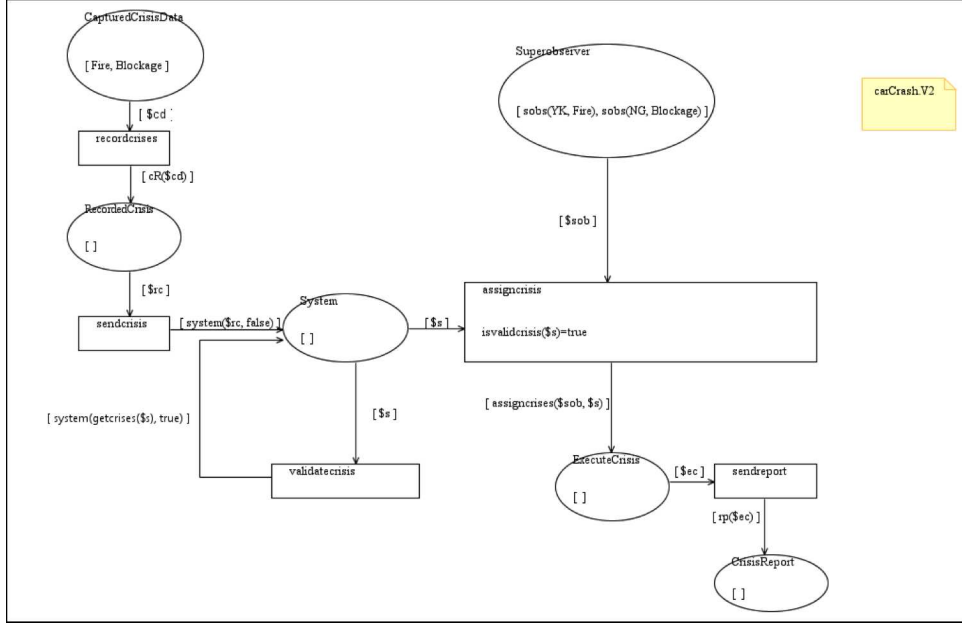 CapturedCrisisData
[ Fire, Blockage ]
[ $cd ]
recordcrises
[ cR($cd) ]
RecordedCrisis
[ ]
[ $rc ]
sendcrisis
[ system($rc, false) ]
System
[ ]
[ $s ]
[ system(getcrises($s), true) ]
[ $s ]
validatecrisis
Superobserver
[ sobs(YK, Fire), sobs(NG, Blockage) ]
[ $sob ]
assigncrisis
isvalidcrisis($s)=true
[ assigncrises($sob, $s) ]
ExecuteCrisis
[ ]
[ $ec ]
sendreport
[ rp($ec) ]
CrisisReport
[ ]
carCrash.V2